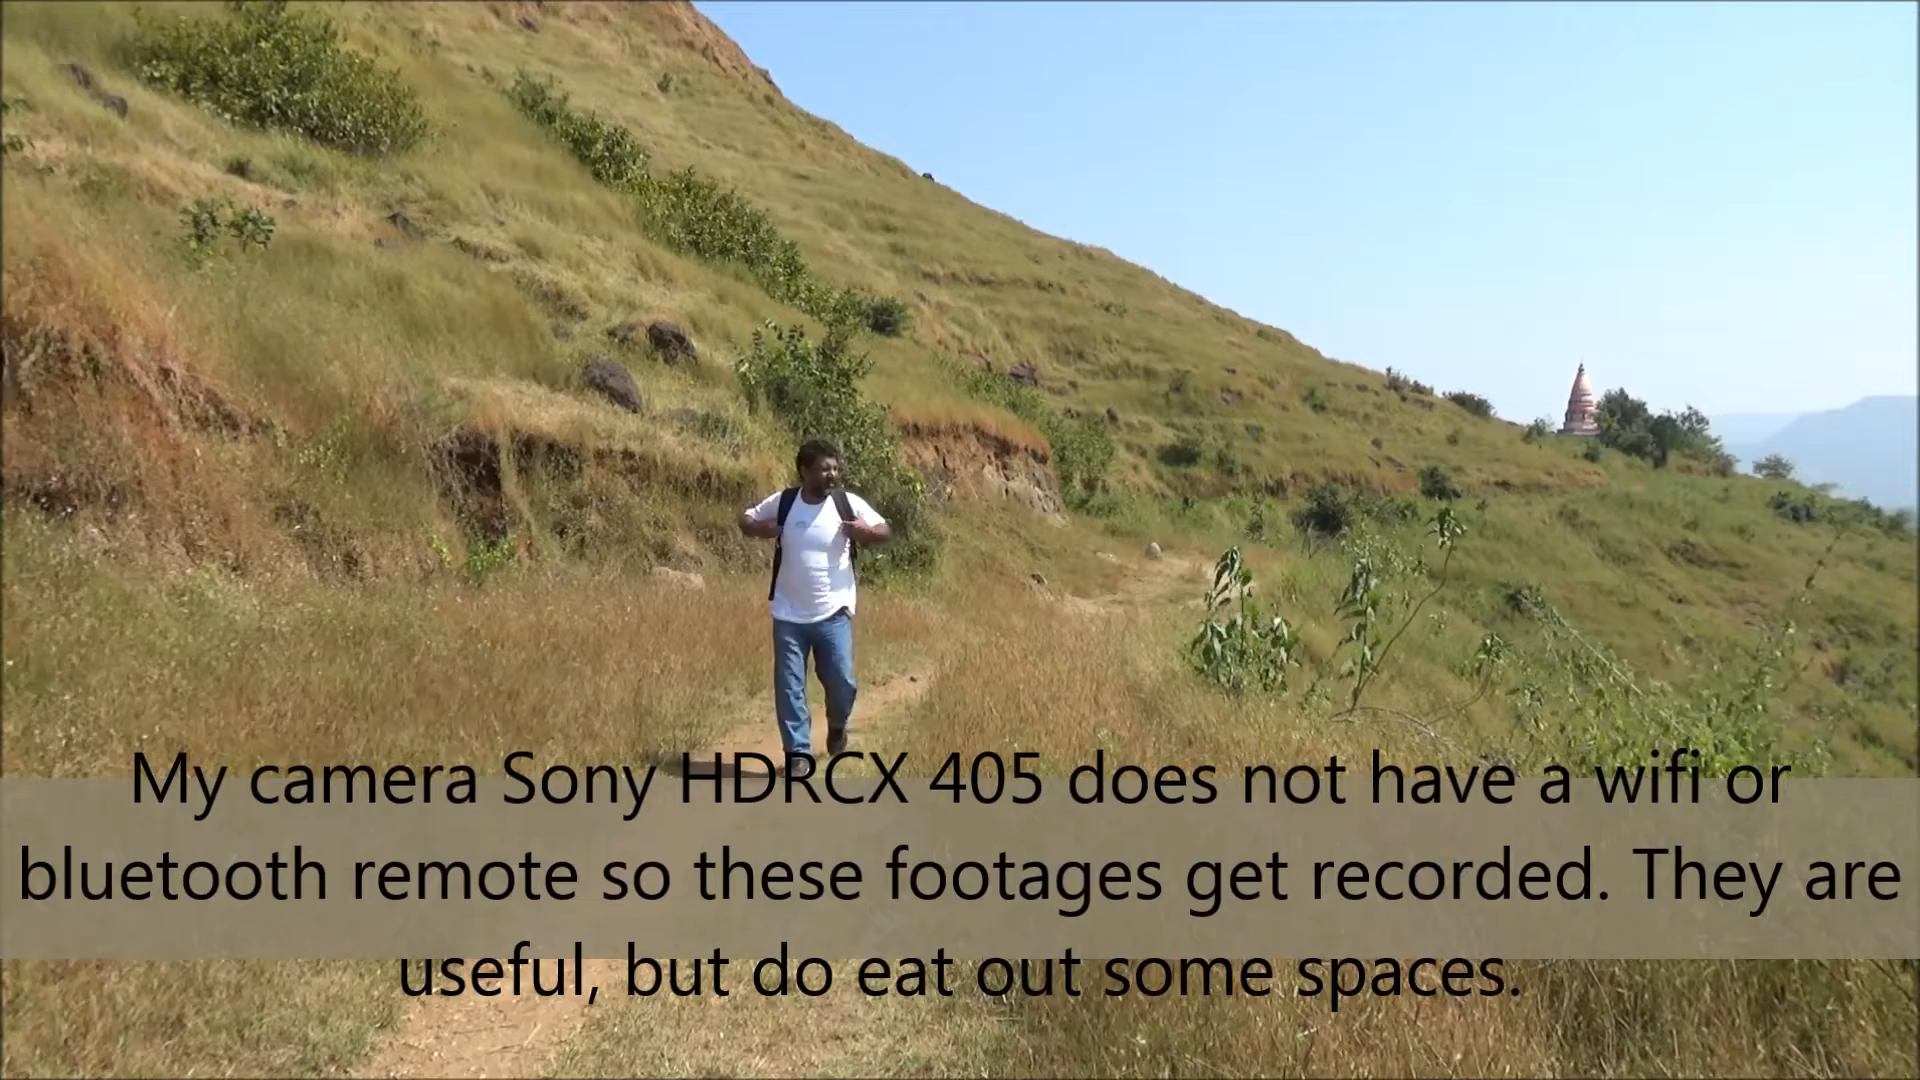 My camera Sony HDRCX 405 does not have a wifi or
bluetooth remote so these footages get recorded. They are
useful, but do eat out some spaces.